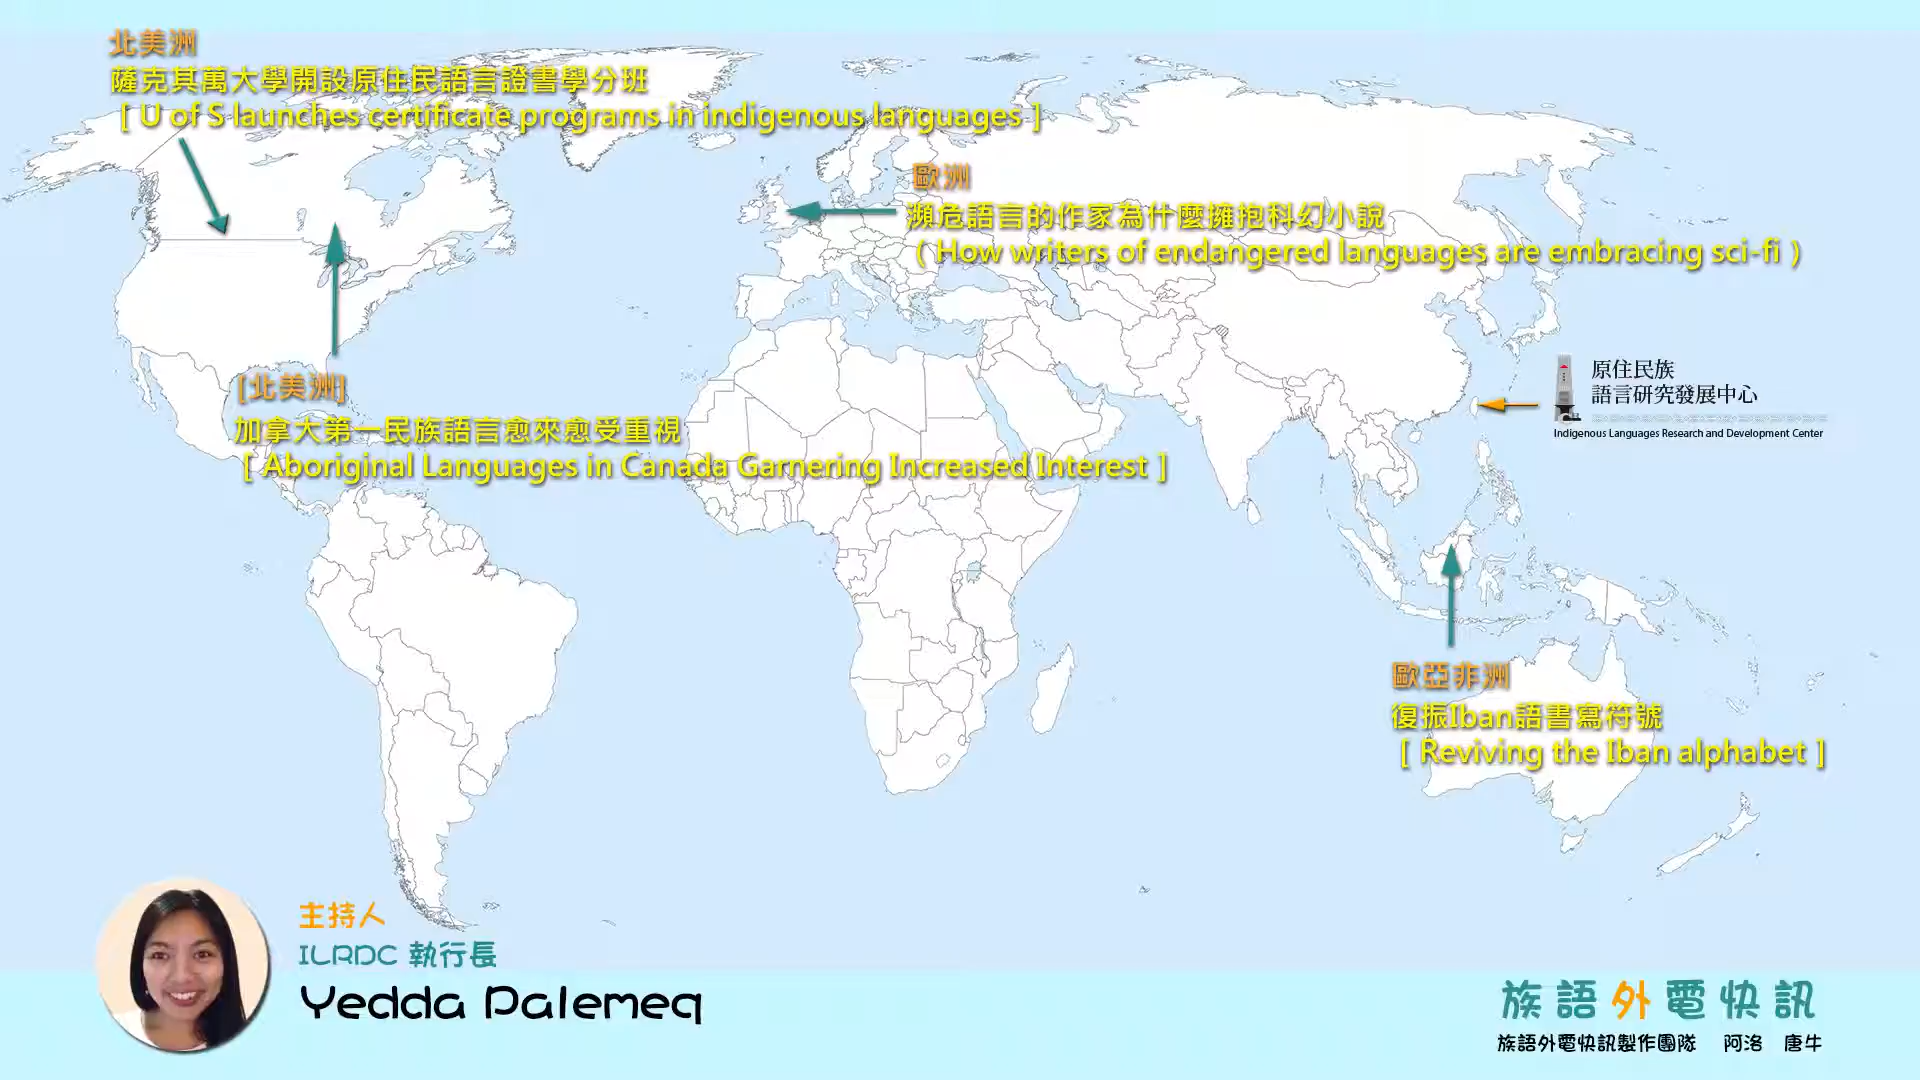 北美洲
薩克其萬大學開設原住民語言證書學分班
[ U of S launches certificate programs in indigenous languages ]
歐洲
瀕危語言的作家為什麼擁抱科幻小說
( How writers of endangered languages are embracing sci-fi )
原住民族
語言研究發展中心
Indigenous Languages Research and Development Center
[北美洲]
加拿大第一民族語言愈來愈受重視
[ Aboriginal Languages in Canada Garnering Increased Interest ]
歐亞非洲
復振Iban語書寫符號
[ Reviving the Iban alphabet ]
主持人
ILRDC 執行長
Yedda Palemeq
族語外電快訊
族語外電快訊製作團隊 阿洛 唐牛